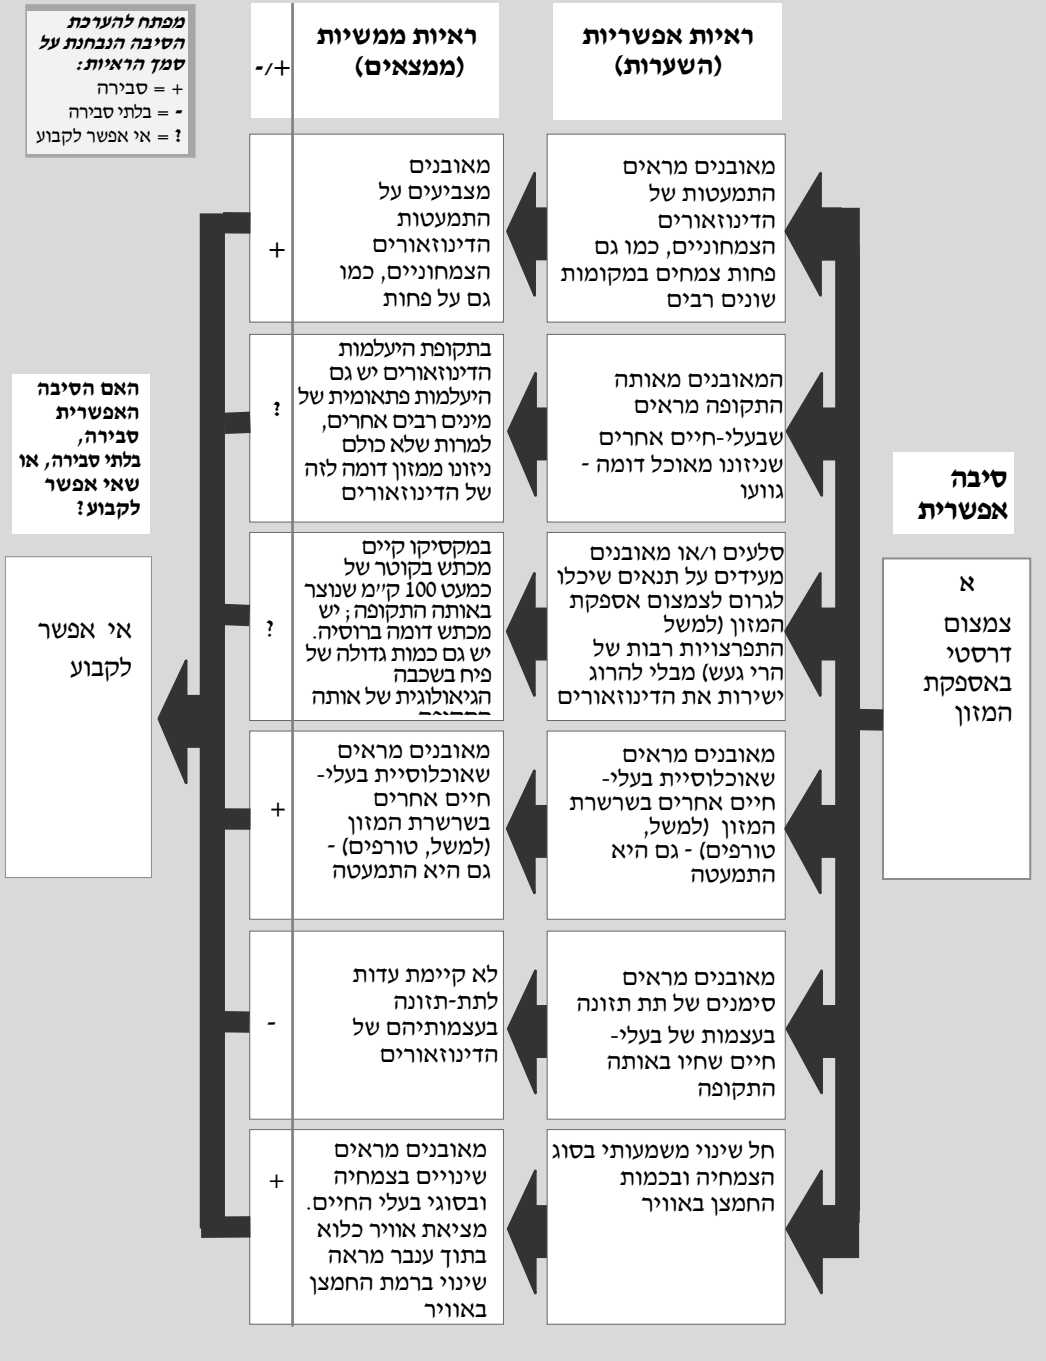 ראיות אפשריות
(השערות)
ראיות ממשיות
(ממצאים)
+/-
מפתח להערכת
הסיבה הנבחנת על
סמך הראיות:
+ = סבירה
- = בלתי סבירה
? = אי אפשר לקבוע
סיבה
אפשרית
א
צמצום
דרסטי
באספקת
המזון
מאובנים מראים
התמעטות של
הדינוזאורים
הצמחוניים, כמו גם
פחות צמחים במקומות
שונים רבים
מאובנים
מצביעים על
התמעטות
הדינוזאורים
הצמחוניים, כמו
גם על פחות
+
המאובנים מאותה
התקופה מראים
שבעלי-חיים אחרים
שניזונו מאוכל דומה -
גוועו
בתקופת היעלמות
הדינוזאורים יש גם
היעלמות פתאומית של
מינים רבים אחרים,
למרות שלא כולם
ניזונו ממזון דומה לזה
של הדינוזאורים
?
סלעים ו/או מאובנים
מעידים על תנאים שיכלו
לגרום לצמצום אספקת
המזון (למשל
התפרצויות רבות של
הרי געש) מבלי להרוג
ישירות את הדינוזאורים
במקסיקו קיים
מכתש בקוטר של
כמעט 100 ק"מ שנוצר
באותה התקופה; יש
מכתש דומה ברוסיה.
יש גם כמות גדולה של
פיח בשכבה
הגיאולוגית של אותה
?
מאובנים מראים
שאוכלוסיית בעלי-
חיים אחרים בשרשרת
המזון (למשל,
טורפים) - גם היא
התמעטה
מאובנים מראים
שאוכלוסיית בעלי-
חיים אחרים
בשרשרת המזון
(למשל, טורפים) -
גם היא התמעטה
+
מאובנים מראים
סימנים של תת תזונה
בעצמות של בעלי-
חיים שחיו באותה
התקופה
לא קיימת עדות
לתת-תזונה
בעצמותיהם של
הדינוזאורים
-
חל שינוי משמעותי בסוג
הצמחיה ובכמות
החמצן באוויר
מאובנים מראים
שינויים בצמחיה
ובסוגי בעלי החיים.
מציאת אוויר כלוא
בתוך ענבר מראה
שינוי ברמת החמצן
באוויר
+
האם הסיבה
האפשרית
סבירה,
בלתי סבירה, או
שאי אפשר
לקבוע?
אי אפשר
לקבוע